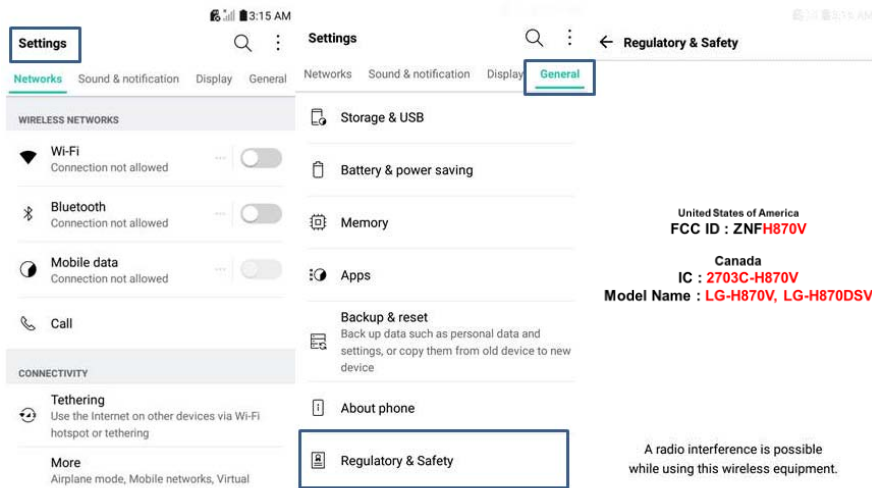 3:15 AM
Settings
Networks Sound & notification Display General
WIRELESS NETWORKS
Wi-Fi
Connection not allowed
Bluetooth
Connection not allowed
Mobile data
Connection not allowed
Call
CONNECTIVITY
Tethering
Use the Internet on other devices via Wi-Fi
hotspot or tethering
More
Airplane mode, Mobile networks, Virtual
Settings
Networks Sound & notification Display General
Storage & USB
Battery & power saving
Memory
Apps
Backup & reset
Back up data such as personal data and
settings, or copy them from old device to new
device
About phone
Regulatory & Safety
3:15 AM
Regulatory & Safety
United States of America
FCC ID : ZNFH870V
Canada
IC : 2703C-H870V
Model Name : LG-H870V, LG-H870DSV
A radio interference is possible
while using this wireless equipment.